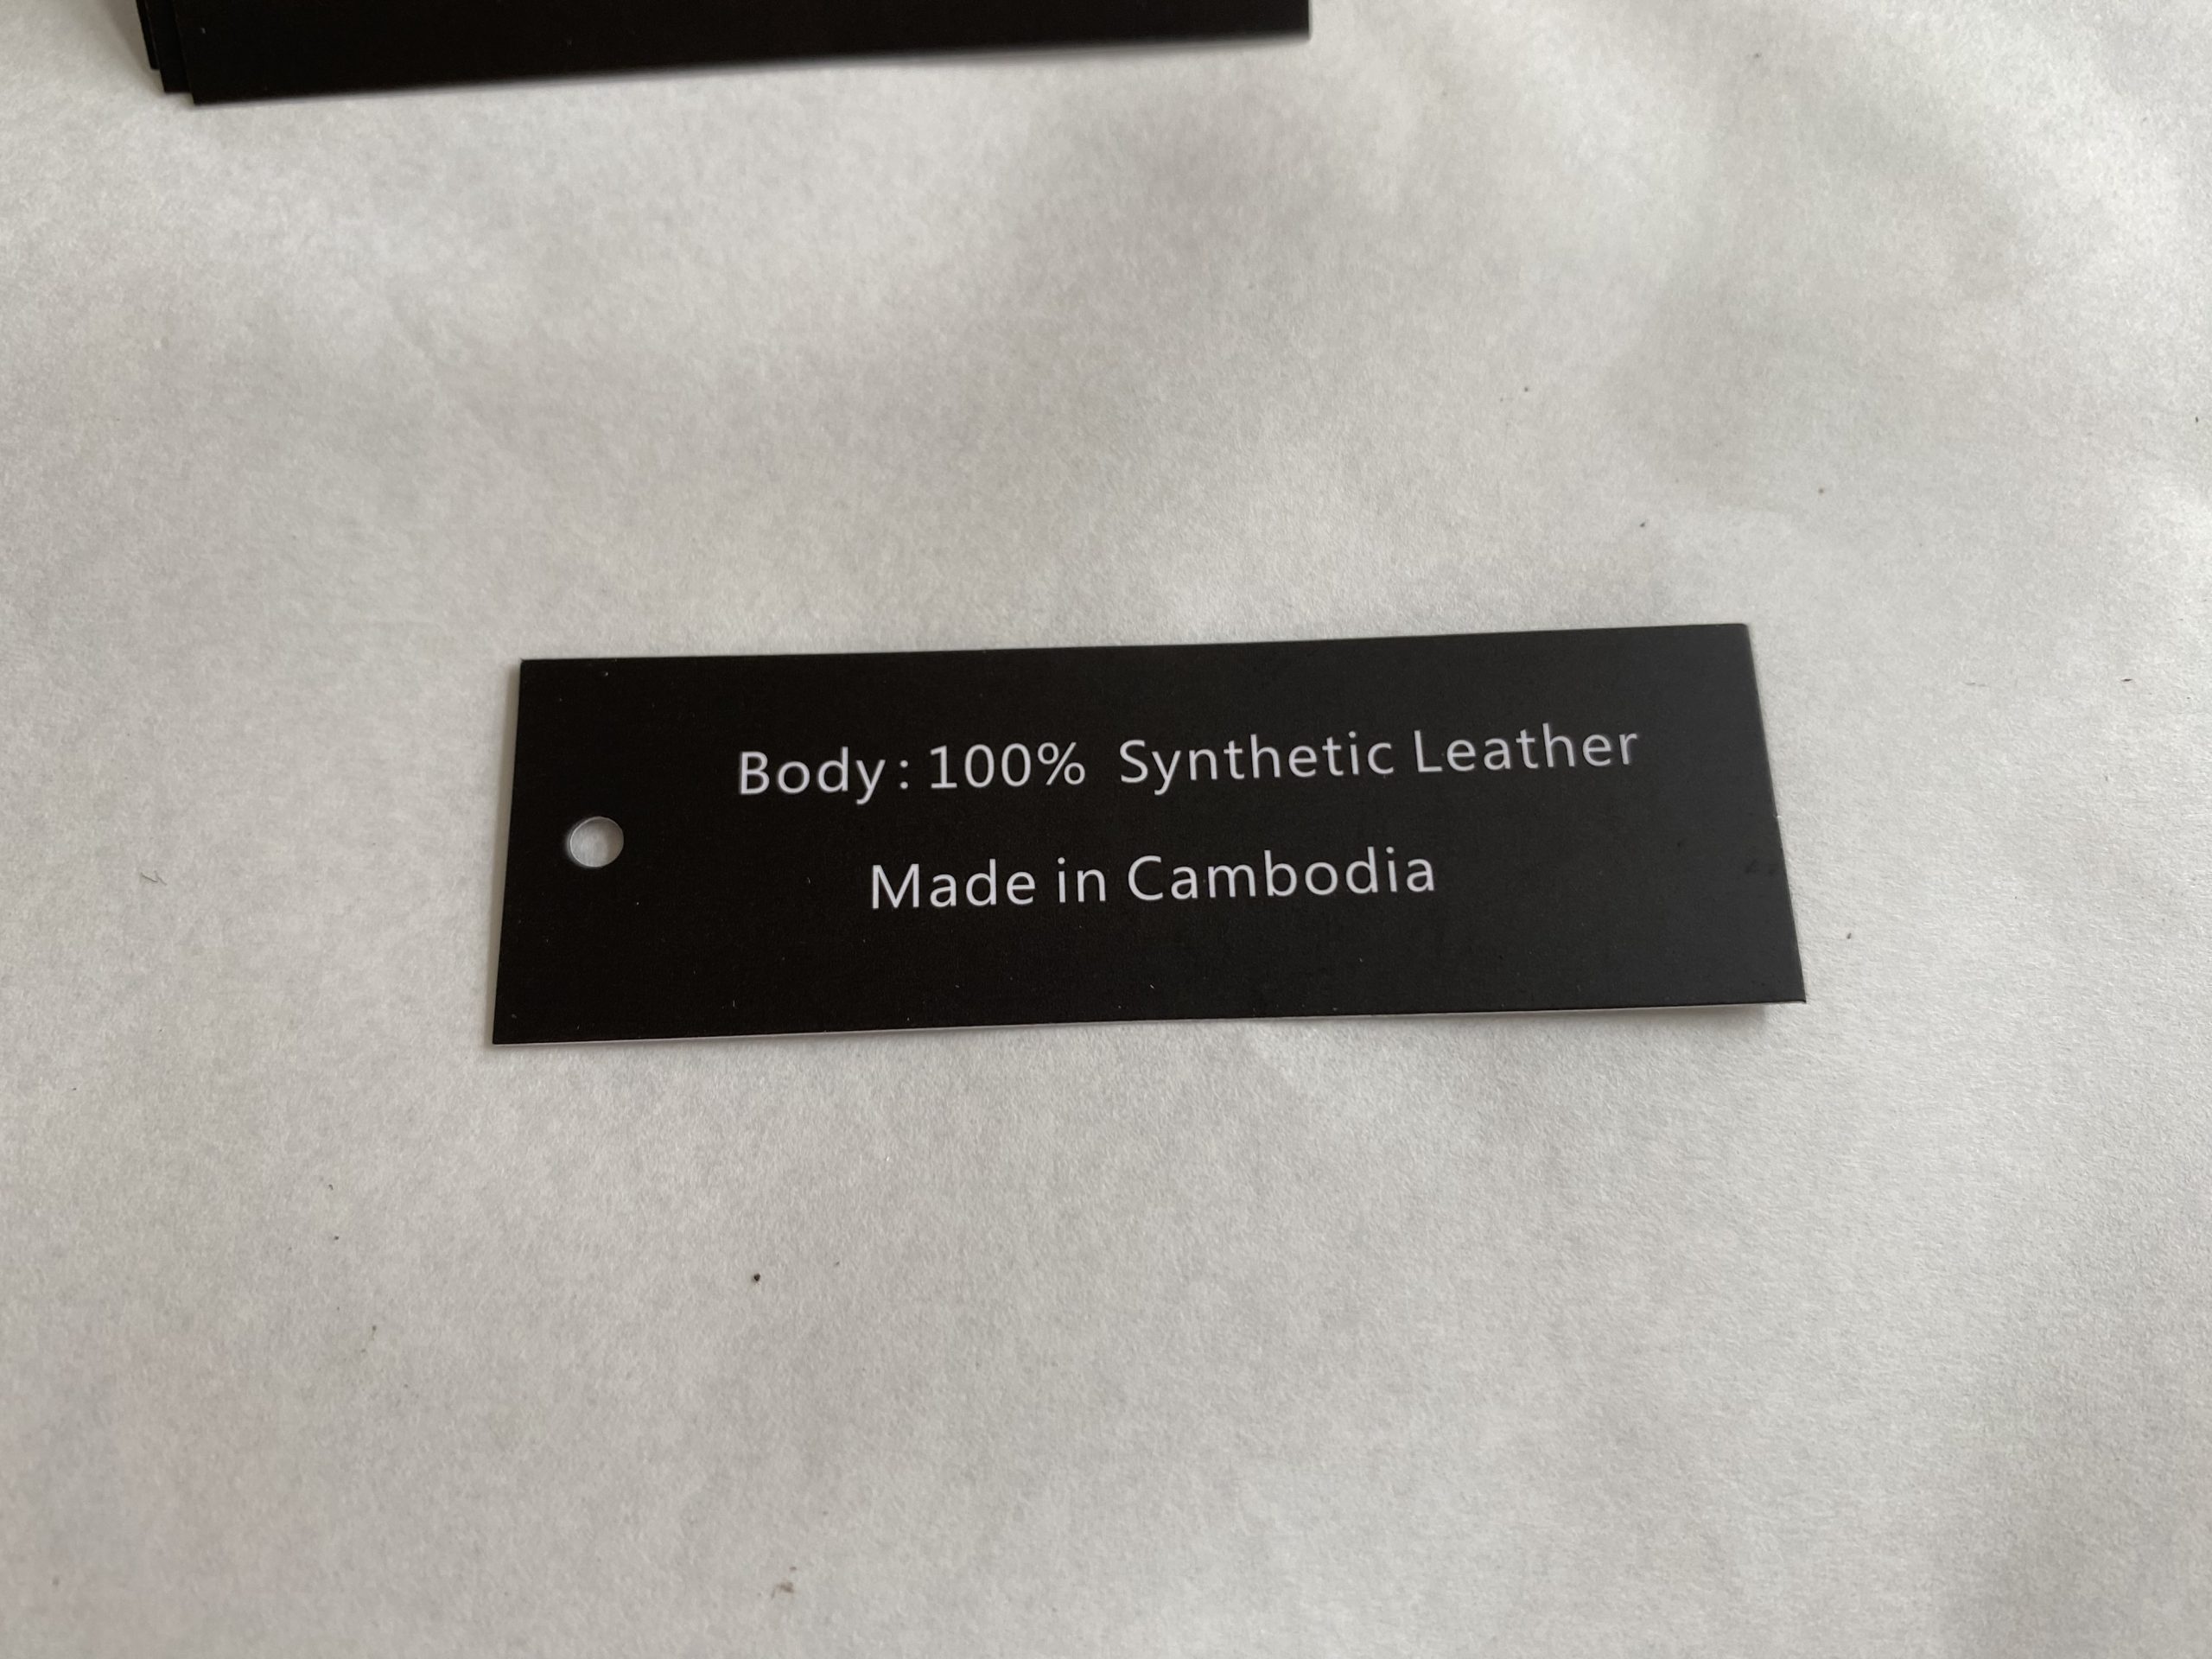 Body: 100% Synthetic Leather
Made in Cambodia